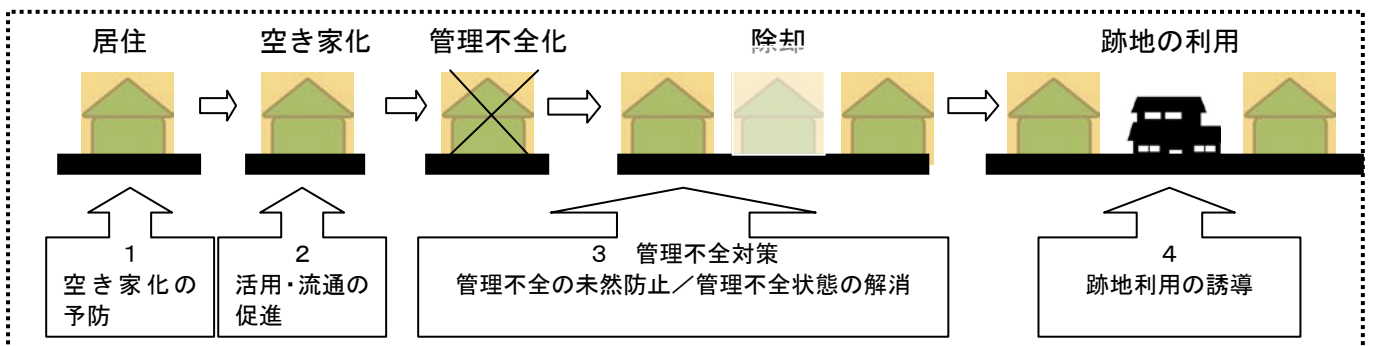 居住
空き家化
管理不全化
除却
跡地の利用
1
空き家化の
予防
2
活用・流通の
促進
3 管理不全対策
管理不全の未然防止／管理不全状態の解消
4
跡地利用の誘導